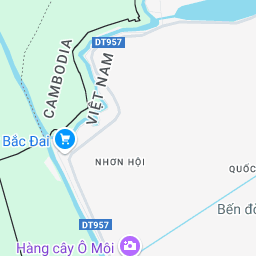 DT957
CAMBODIA
VIỆT NAM
Bắc Đai
NHƠN HỘI
QUỐC
Bến đò
DT957
Hàng cây Ô Môi